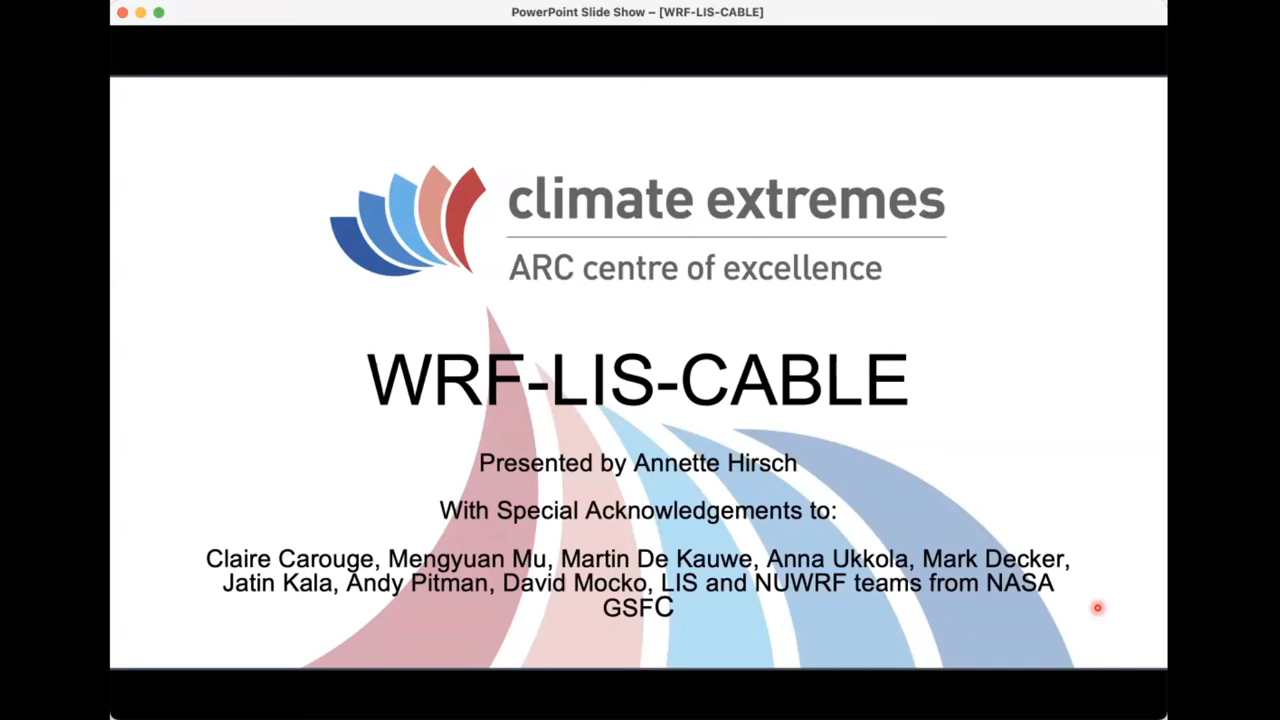 PowerPoint Slide Show – [WRF-LIS-CABLE]
climate extremes
ARC centre of excellence
WRF-LIS-CABLE
Presented by Annette Hirsch
With Special Acknowledgements to:
Claire Carouge, Mengyuan Mu, Martin De Kauwe, Anna Ukkola, Mark Decker,
Jatin Kala, Andy Pitman, David Mocko, LIS and NUWRF teams from NASA
GSFC